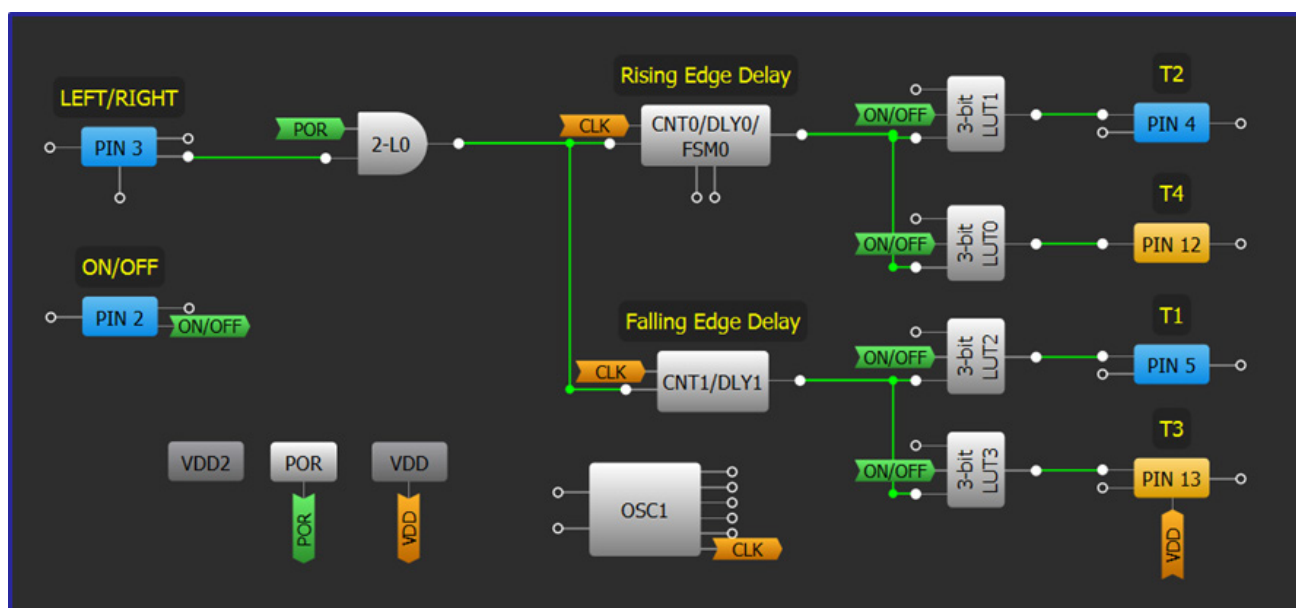 LEFT/RIGHT
PIN 3
POR
2-L0
Rising Edge Delay
CLK
CNT0/DLY0/
FSM0
ON/OFF
3-bit
LUT1
T2
PIN 4
ON/OFF
3-bit
LUT0
T4
PIN 12
ON/OFF
PIN 2
ON/OFF
Falling Edge Delay
CLK
CNT1/DLY1
ON/OFF
3-bit
LUT2
T1
PIN 5
ON/OFF
3-bit
LUT3
T3
PIN 13
VDD
VDD2
POR
VDD
POR
VDD
OSC1
CLK